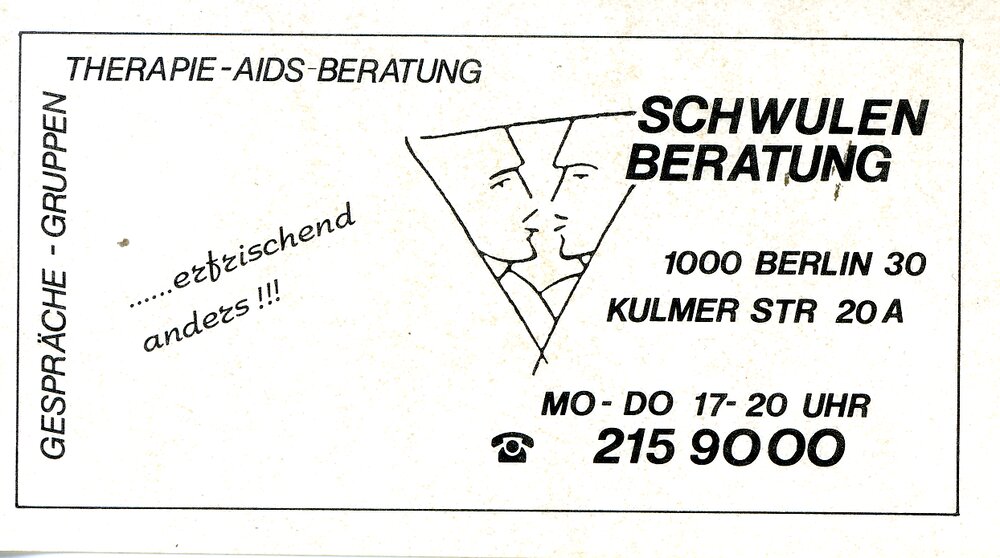 THERAPIE-AIDS-BERATUNG
GESPRÄCHE - GRUPPEN
......erfrischend
anders!!!
SCHWULEN
BERATUNG
1000 BERLIN 30
KULMER STR 20A
MO- DO 17- 20 UHR
☎ 215 9000